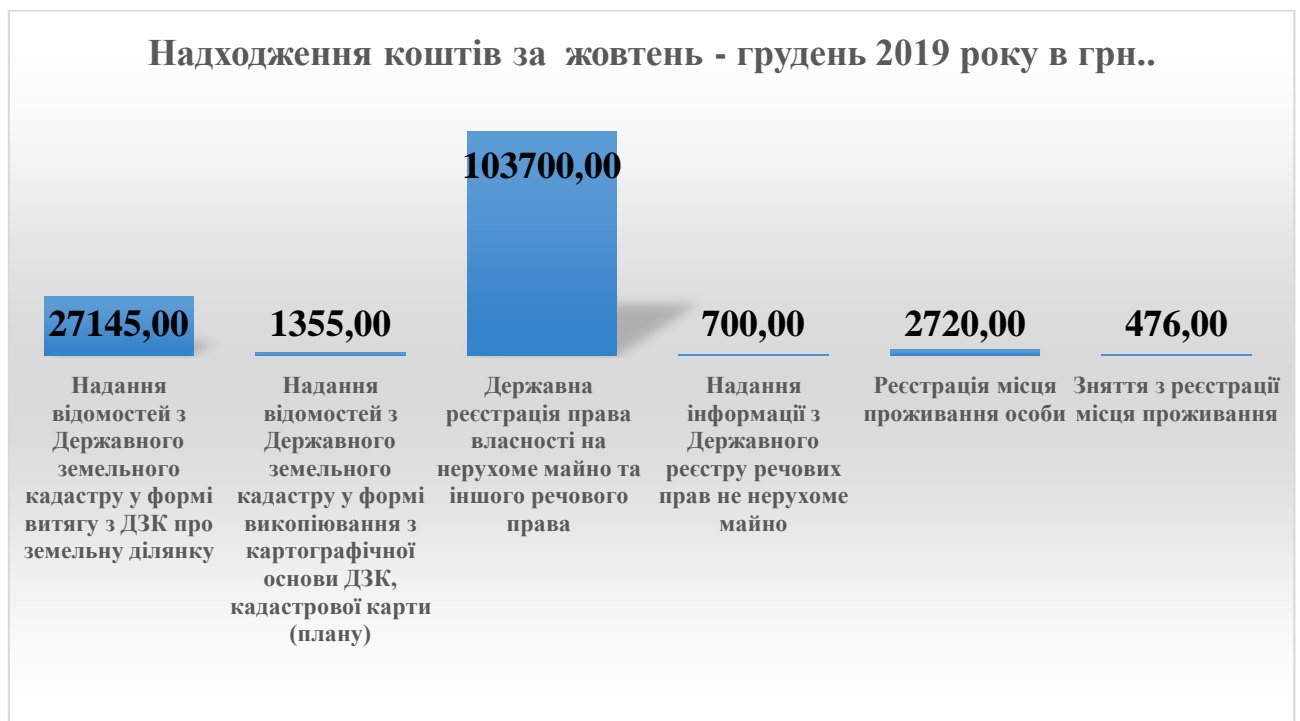 Надходження коштів за  жовтень - грудень 2019 року в грн..
27145,00
1355,00
103700,00
700,00
2720,00
476,00
Надання
відомостей з
Державного
земельного
кадастру у формі
витягу з ДЗК про
земельну ділянку
Надання
відомостей з
Державного
земельного
кадастру у формі
викопіювання з
картографічної
основи ДЗК,
кадастрової карти
(плану)
Державна
реєстрація права
власності на
нерухоме майно та
іншого речового
права
Надання
інформації з
Державного
реєстру речових
прав не нерухоме
майно
Реєстрація місця
проживання особи
Зняття з реєстрації
місця проживання